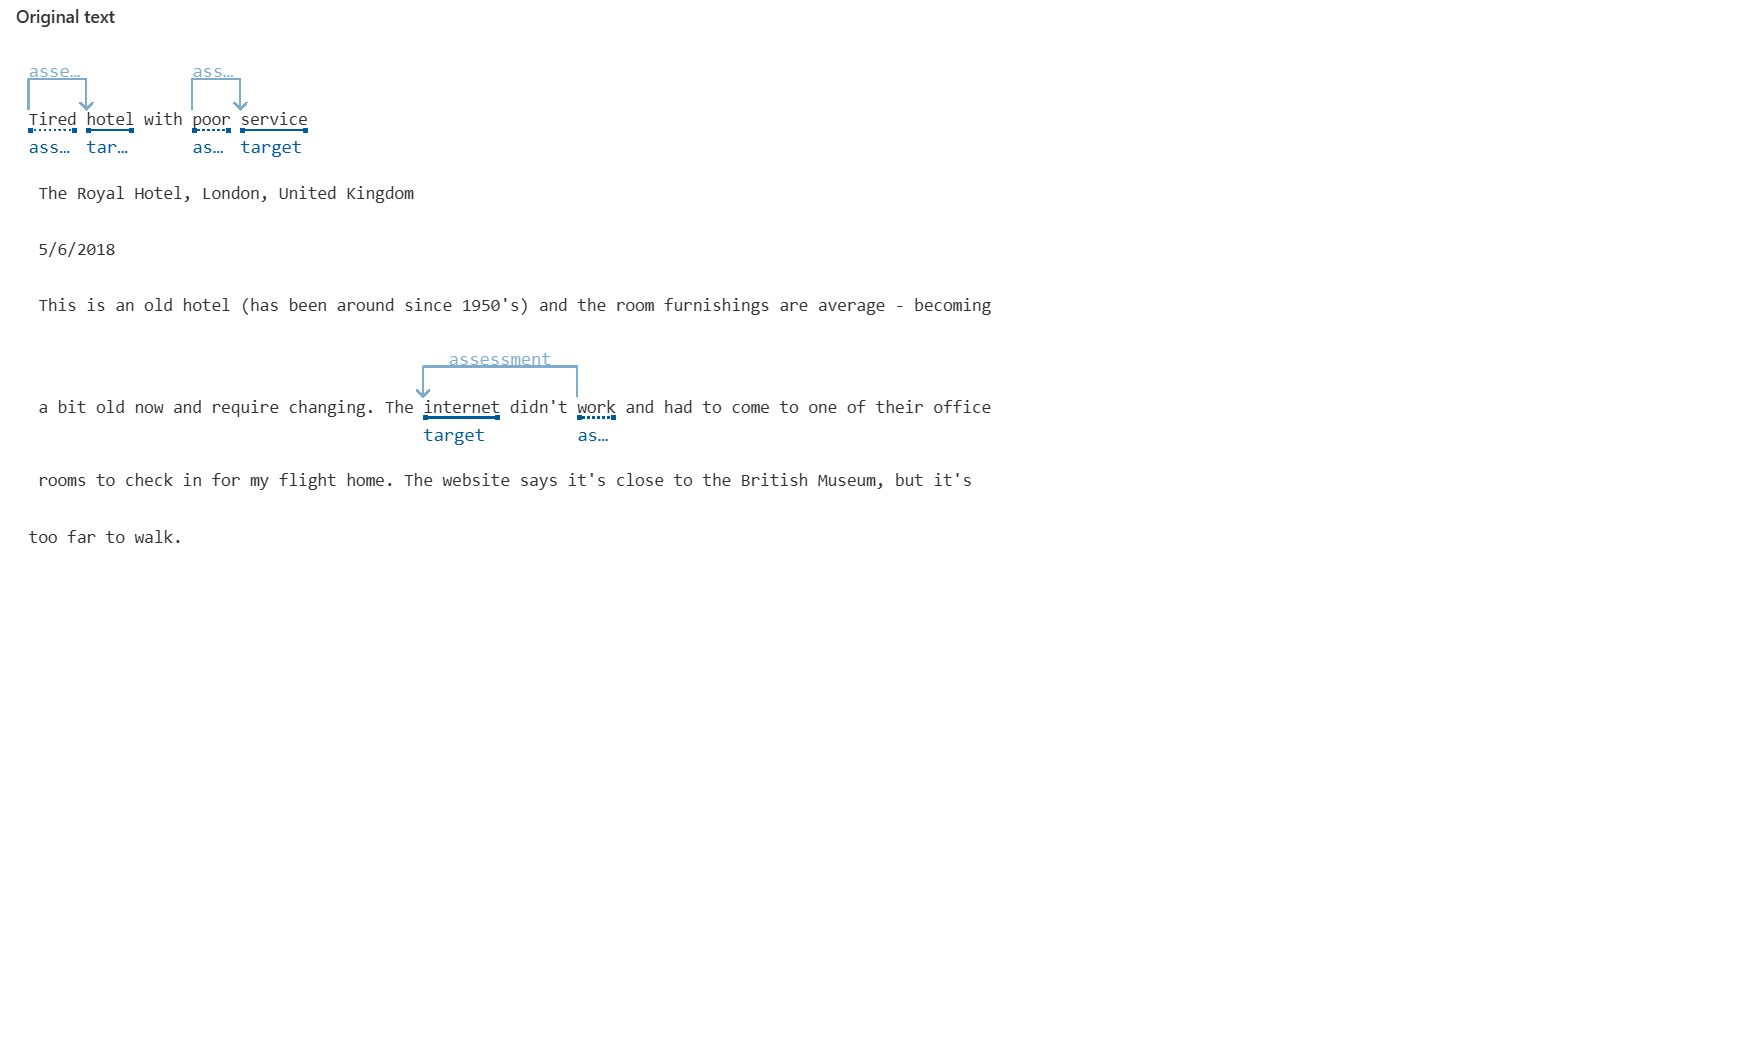 Original text
asse… ass…
Tired hotel with poor service
ass… tar… as… target
The Royal Hotel, London, United Kingdom
5/6/2018
This is an old hotel (has been around since 1950's) and the room furnishings are average - becoming
assessment
a bit old now and require changing. The internet didn't work and had to come to one of their office
target as…
rooms to check in for my flight home. The website says it's close to the British Museum, but it's
too far to walk.